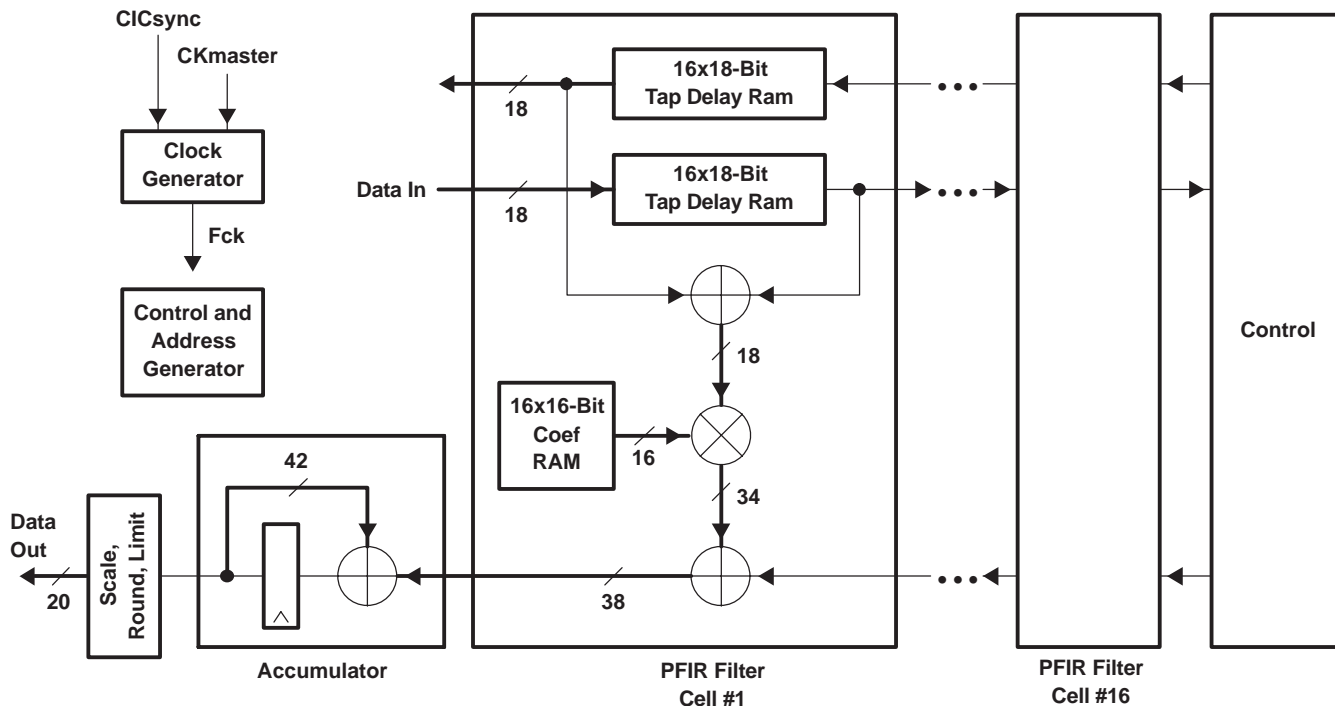 CICsync
CKmaster
Clock
Generator
Fck
Control and
Address
Generator
18
16x18-Bit
Tap Delay Ram
Data In
18
16x18-Bit
Tap Delay Ram
18
16x16-Bit
Coef
RAM
16
34
38
42
Data
Out
20
Scale,
Round, Limit
Accumulator
PFIR Filter
Cell #1
PFIR Filter
Cell #16
Control